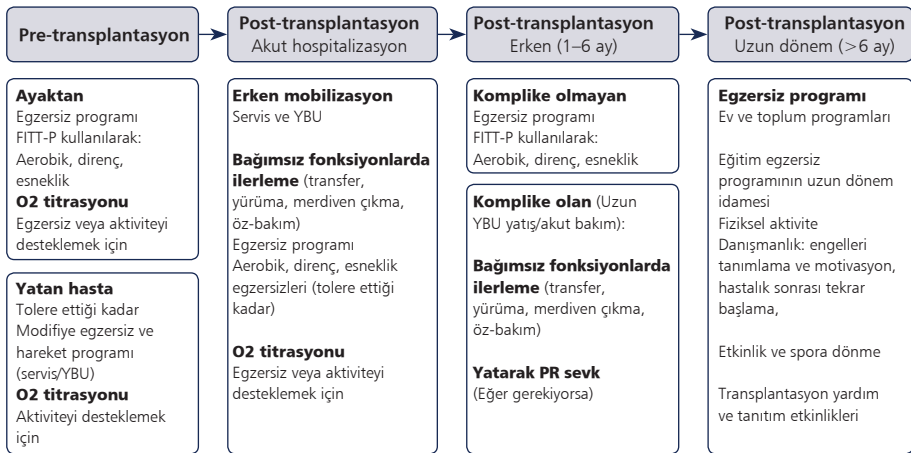 Pre-transplantasyon
Post-transplantasyon
Akut hospitalizasyon
Post-transplantasyon
Erken (1–6 ay)
Post-transplantasyon
Uzun dönem (>6 ay)
Ayaktan
Egzersiz programı
FITT-P kullanılarak:
Aerobik, direnç,
esneklik
O2 titrasyonu
Egzersiz veya aktiviteyi
desteklemek için
Yatan hasta
Tolere ettiği kadar
Modifiye egzersiz ve
hareket programı
(servis/YBU)
O2 titrasyonu
Aktiviteyi desteklemek
için
Erken mobilizasyon
Servis ve YBU
Bağımsız fonksiyonlarda
ilerleme (transfer,
yürüma, merdiven çıkma,
öz-bakım)
Egzersiz programı
Aerobik, direnç, esneklik
egzersizleri (tolere ettiği
kadar)
O2 titrasyonu
Egzersiz veya aktiviteyi
desteklemek için
Komplike olmayan
Egzersiz programı
FITT-P kullanılarak:
Aerobik, direnç, esneklik
Komplike olan (Uzun
YBU yatış/akut bakım):
Bağımsız fonksiyonlarda
ilerleme (transfer,
yürüma, merdiven çıkma,
öz-bakım)
Yatarak PR sevk
(Eğer gerekiyorsa)
Egzersiz programı
Ev ve toplum programları
Eğitim egzersiz
programının uzun dönem
idamesi
Fiziksel aktivite
Danışmanlık: engelleri
tanımlama ve motivasyon,
hastalık sonrası tekrar
başlama,
Etkinlik ve spora dönme
Transplantasyon yardım
ve tanıtım etkinlikleri